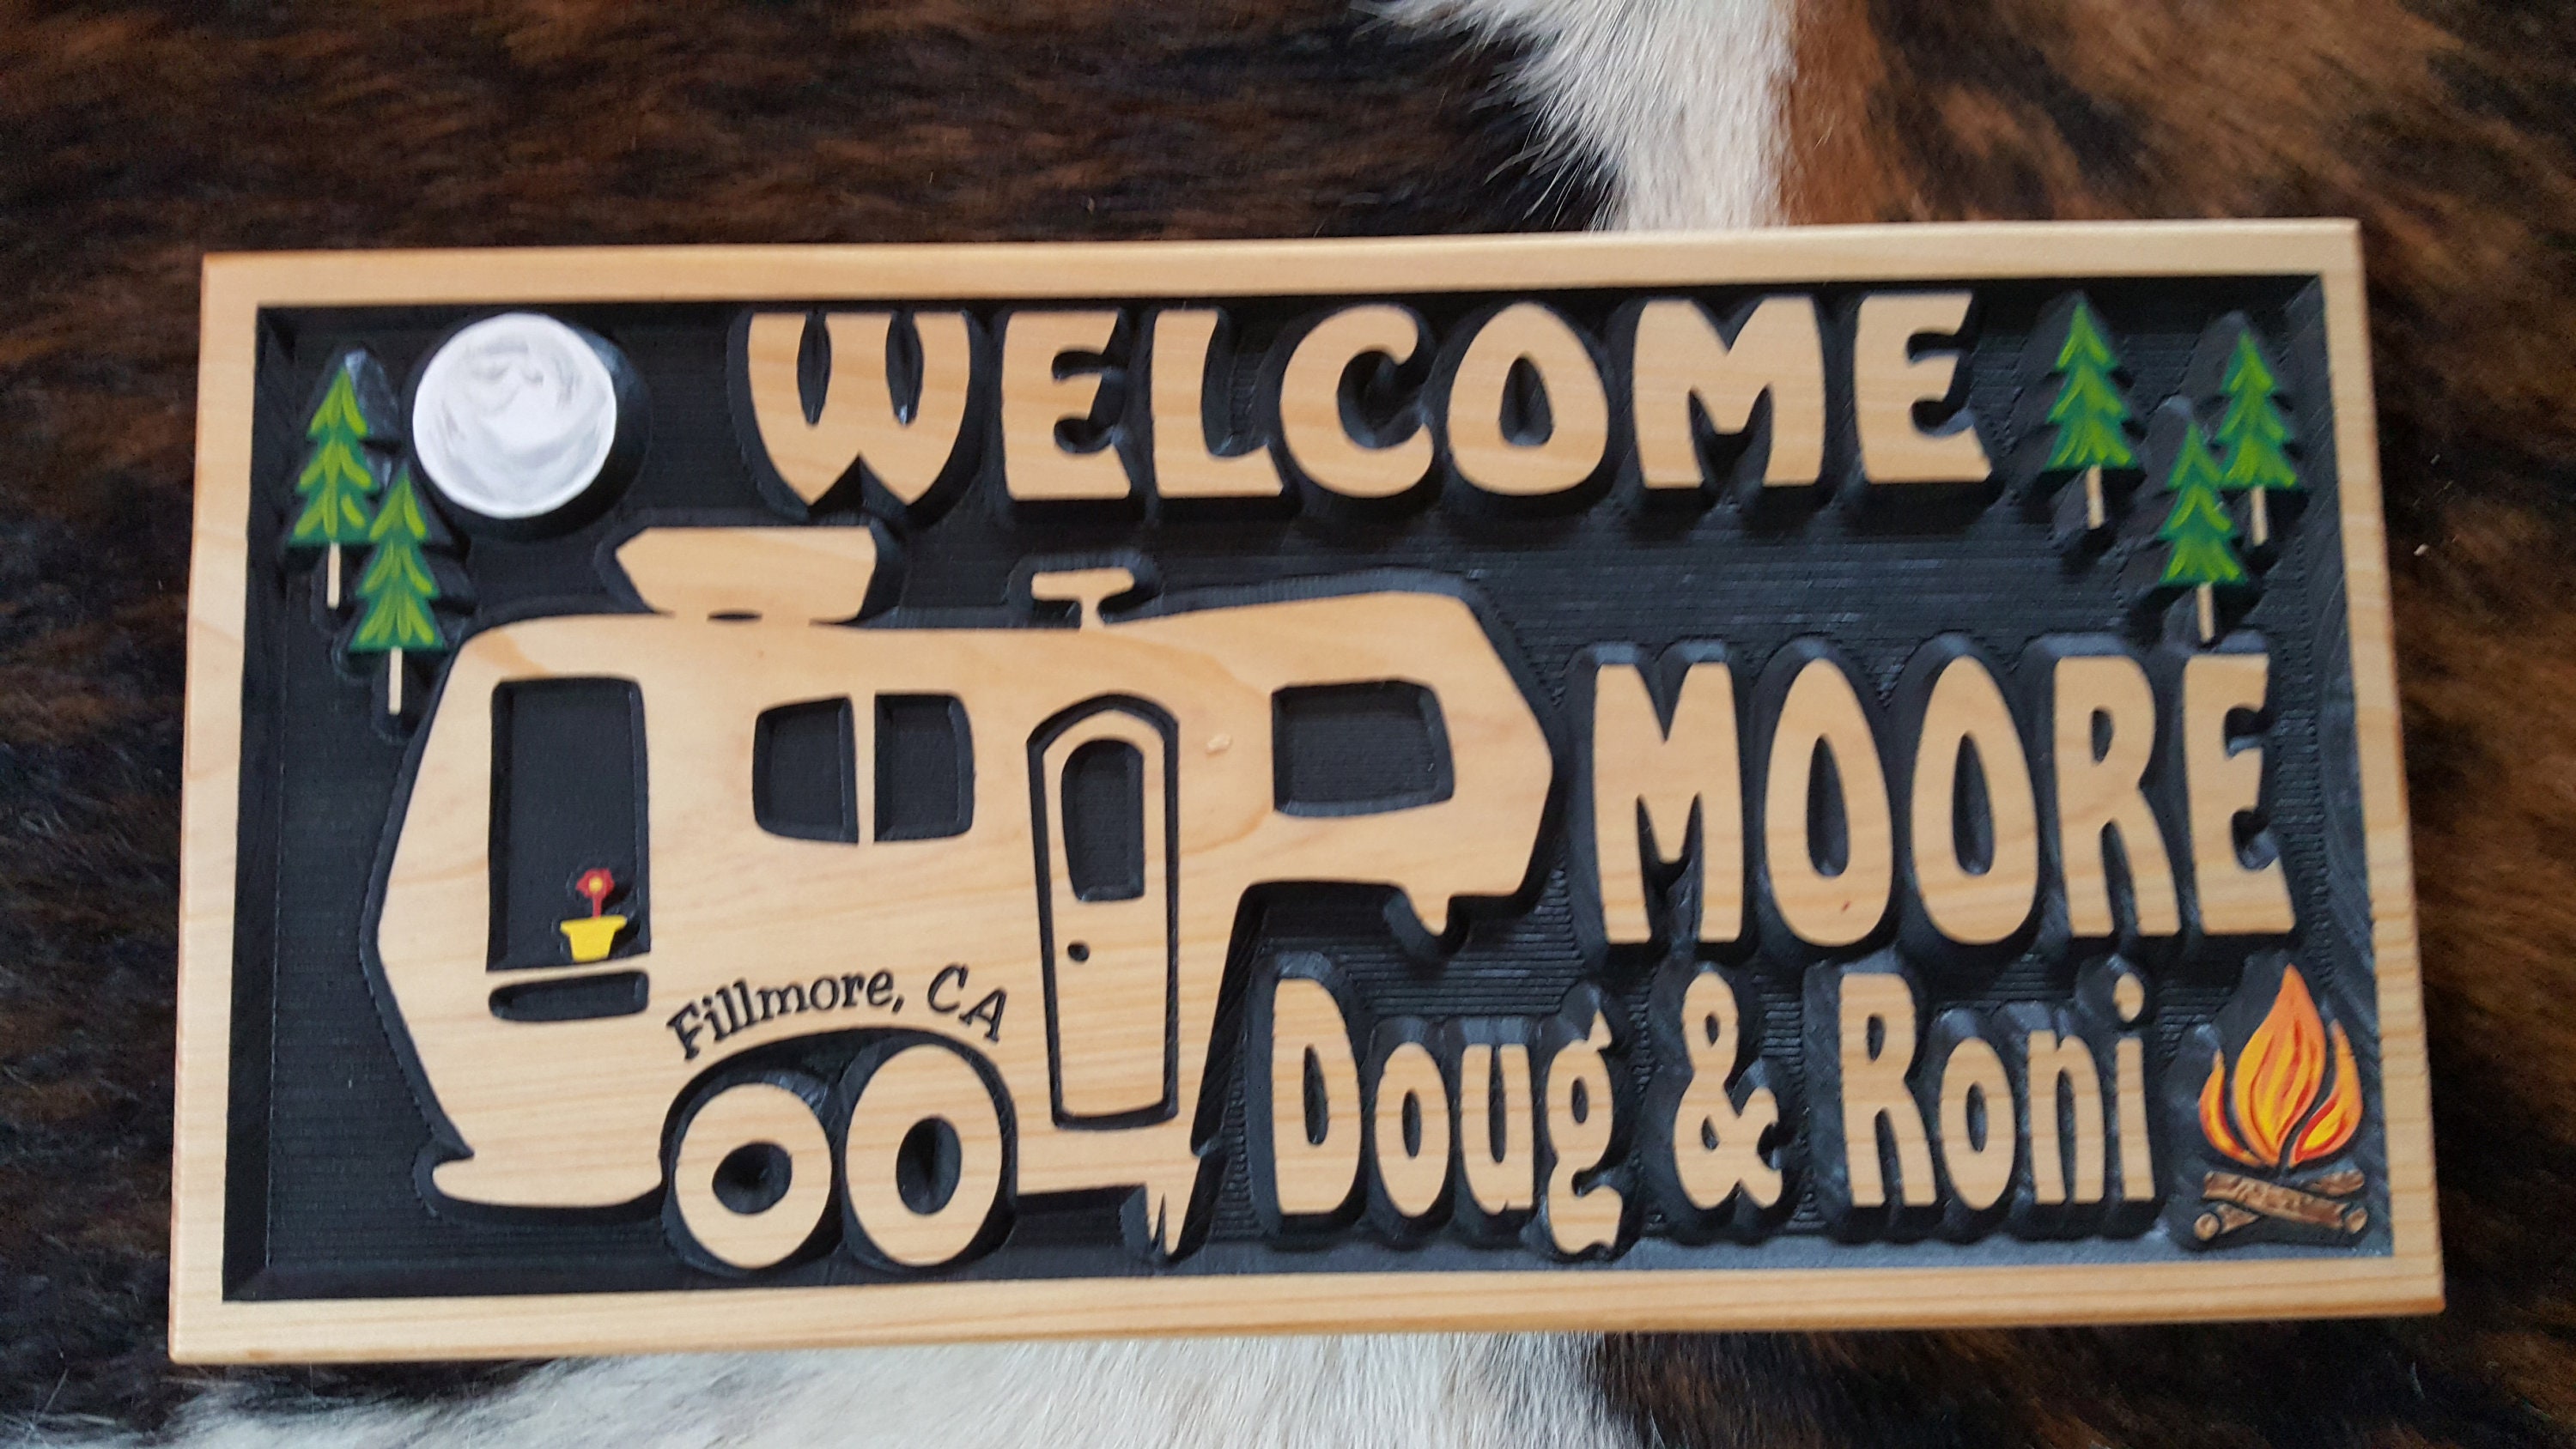 WELCOME
MOORE
Fillmore, CA
Doug & Roni